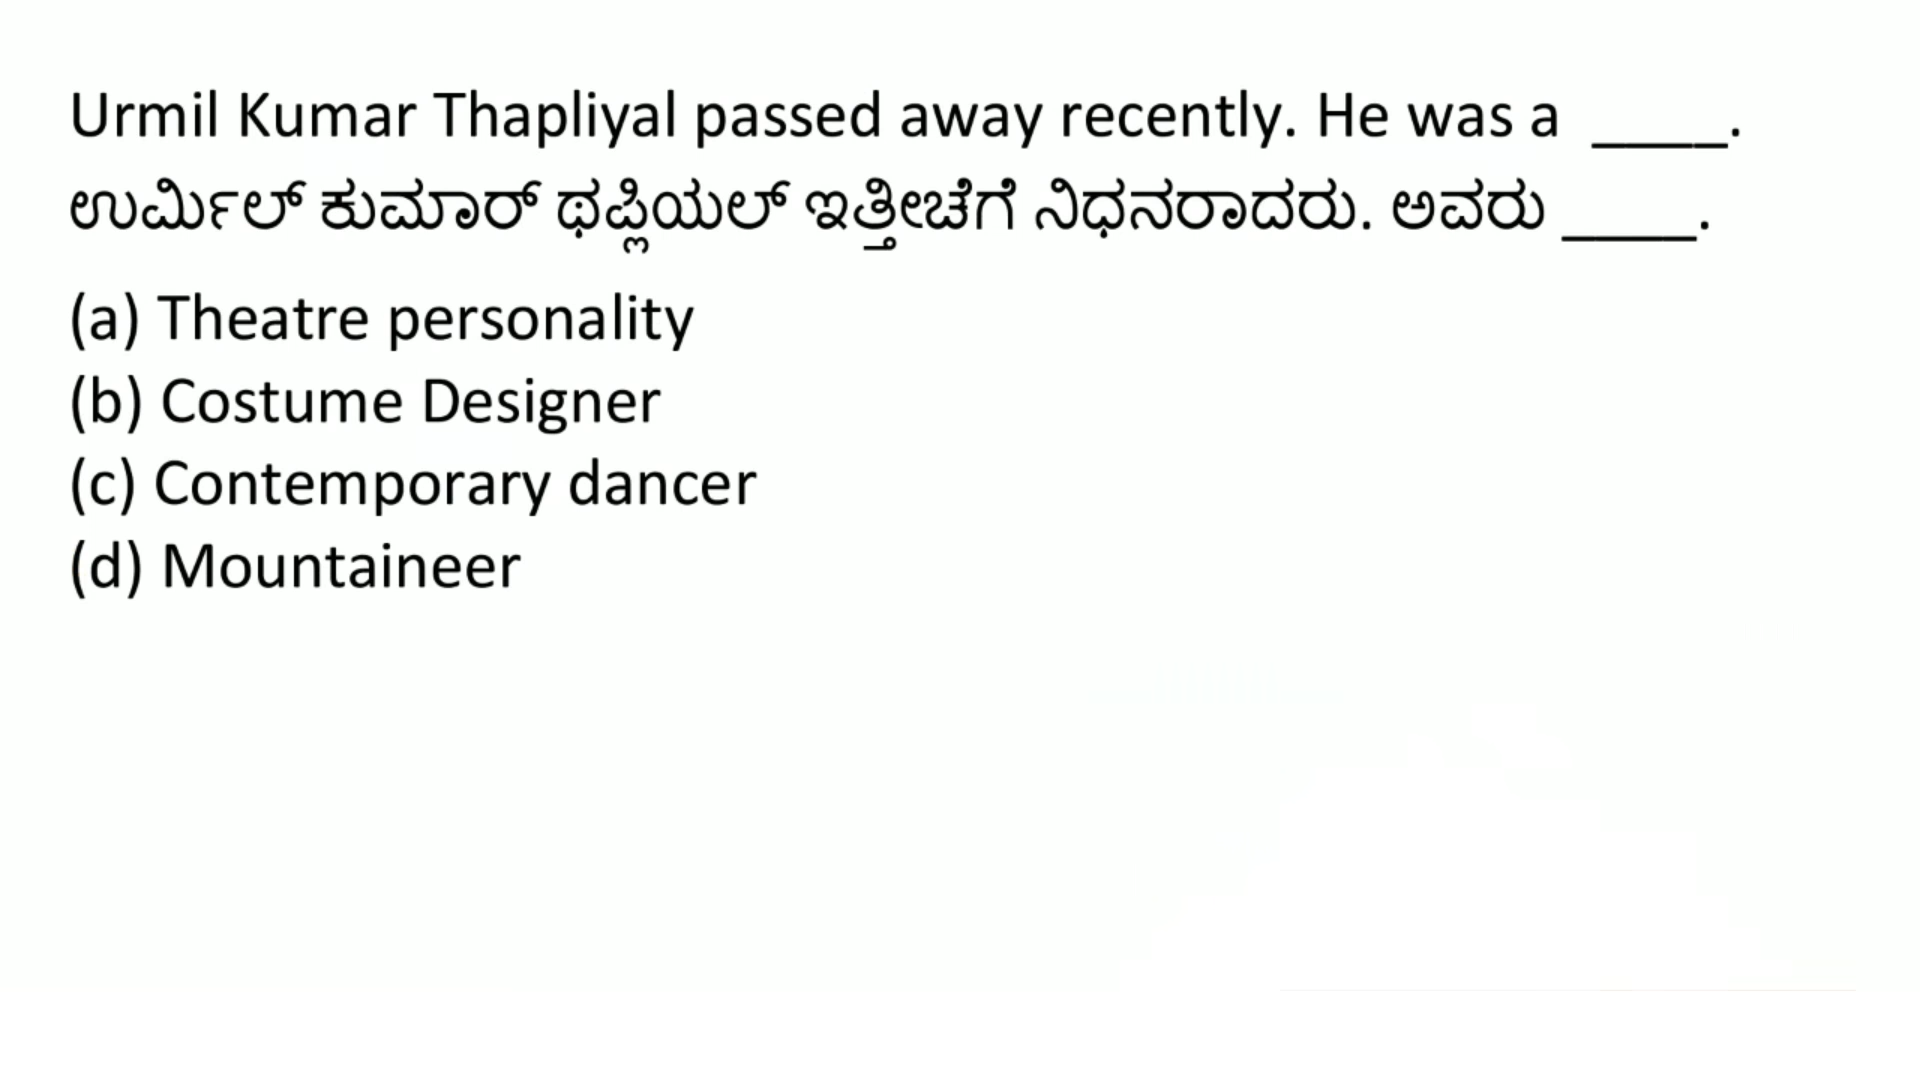 Urmil Kumar Thapliyal passed away recently. He was a ____.
ಉರ್ಮಿಲ್ ಕುಮಾರ್ ಥಪ್ಲಿಯಲ್ ಇತ್ತೀಚೆಗೆ ನಿಧನರಾದರು. ಅವರು ____.
(a) Theatre personality
(b) Costume Designer
(c) Contemporary dancer
(d) Mountaineer